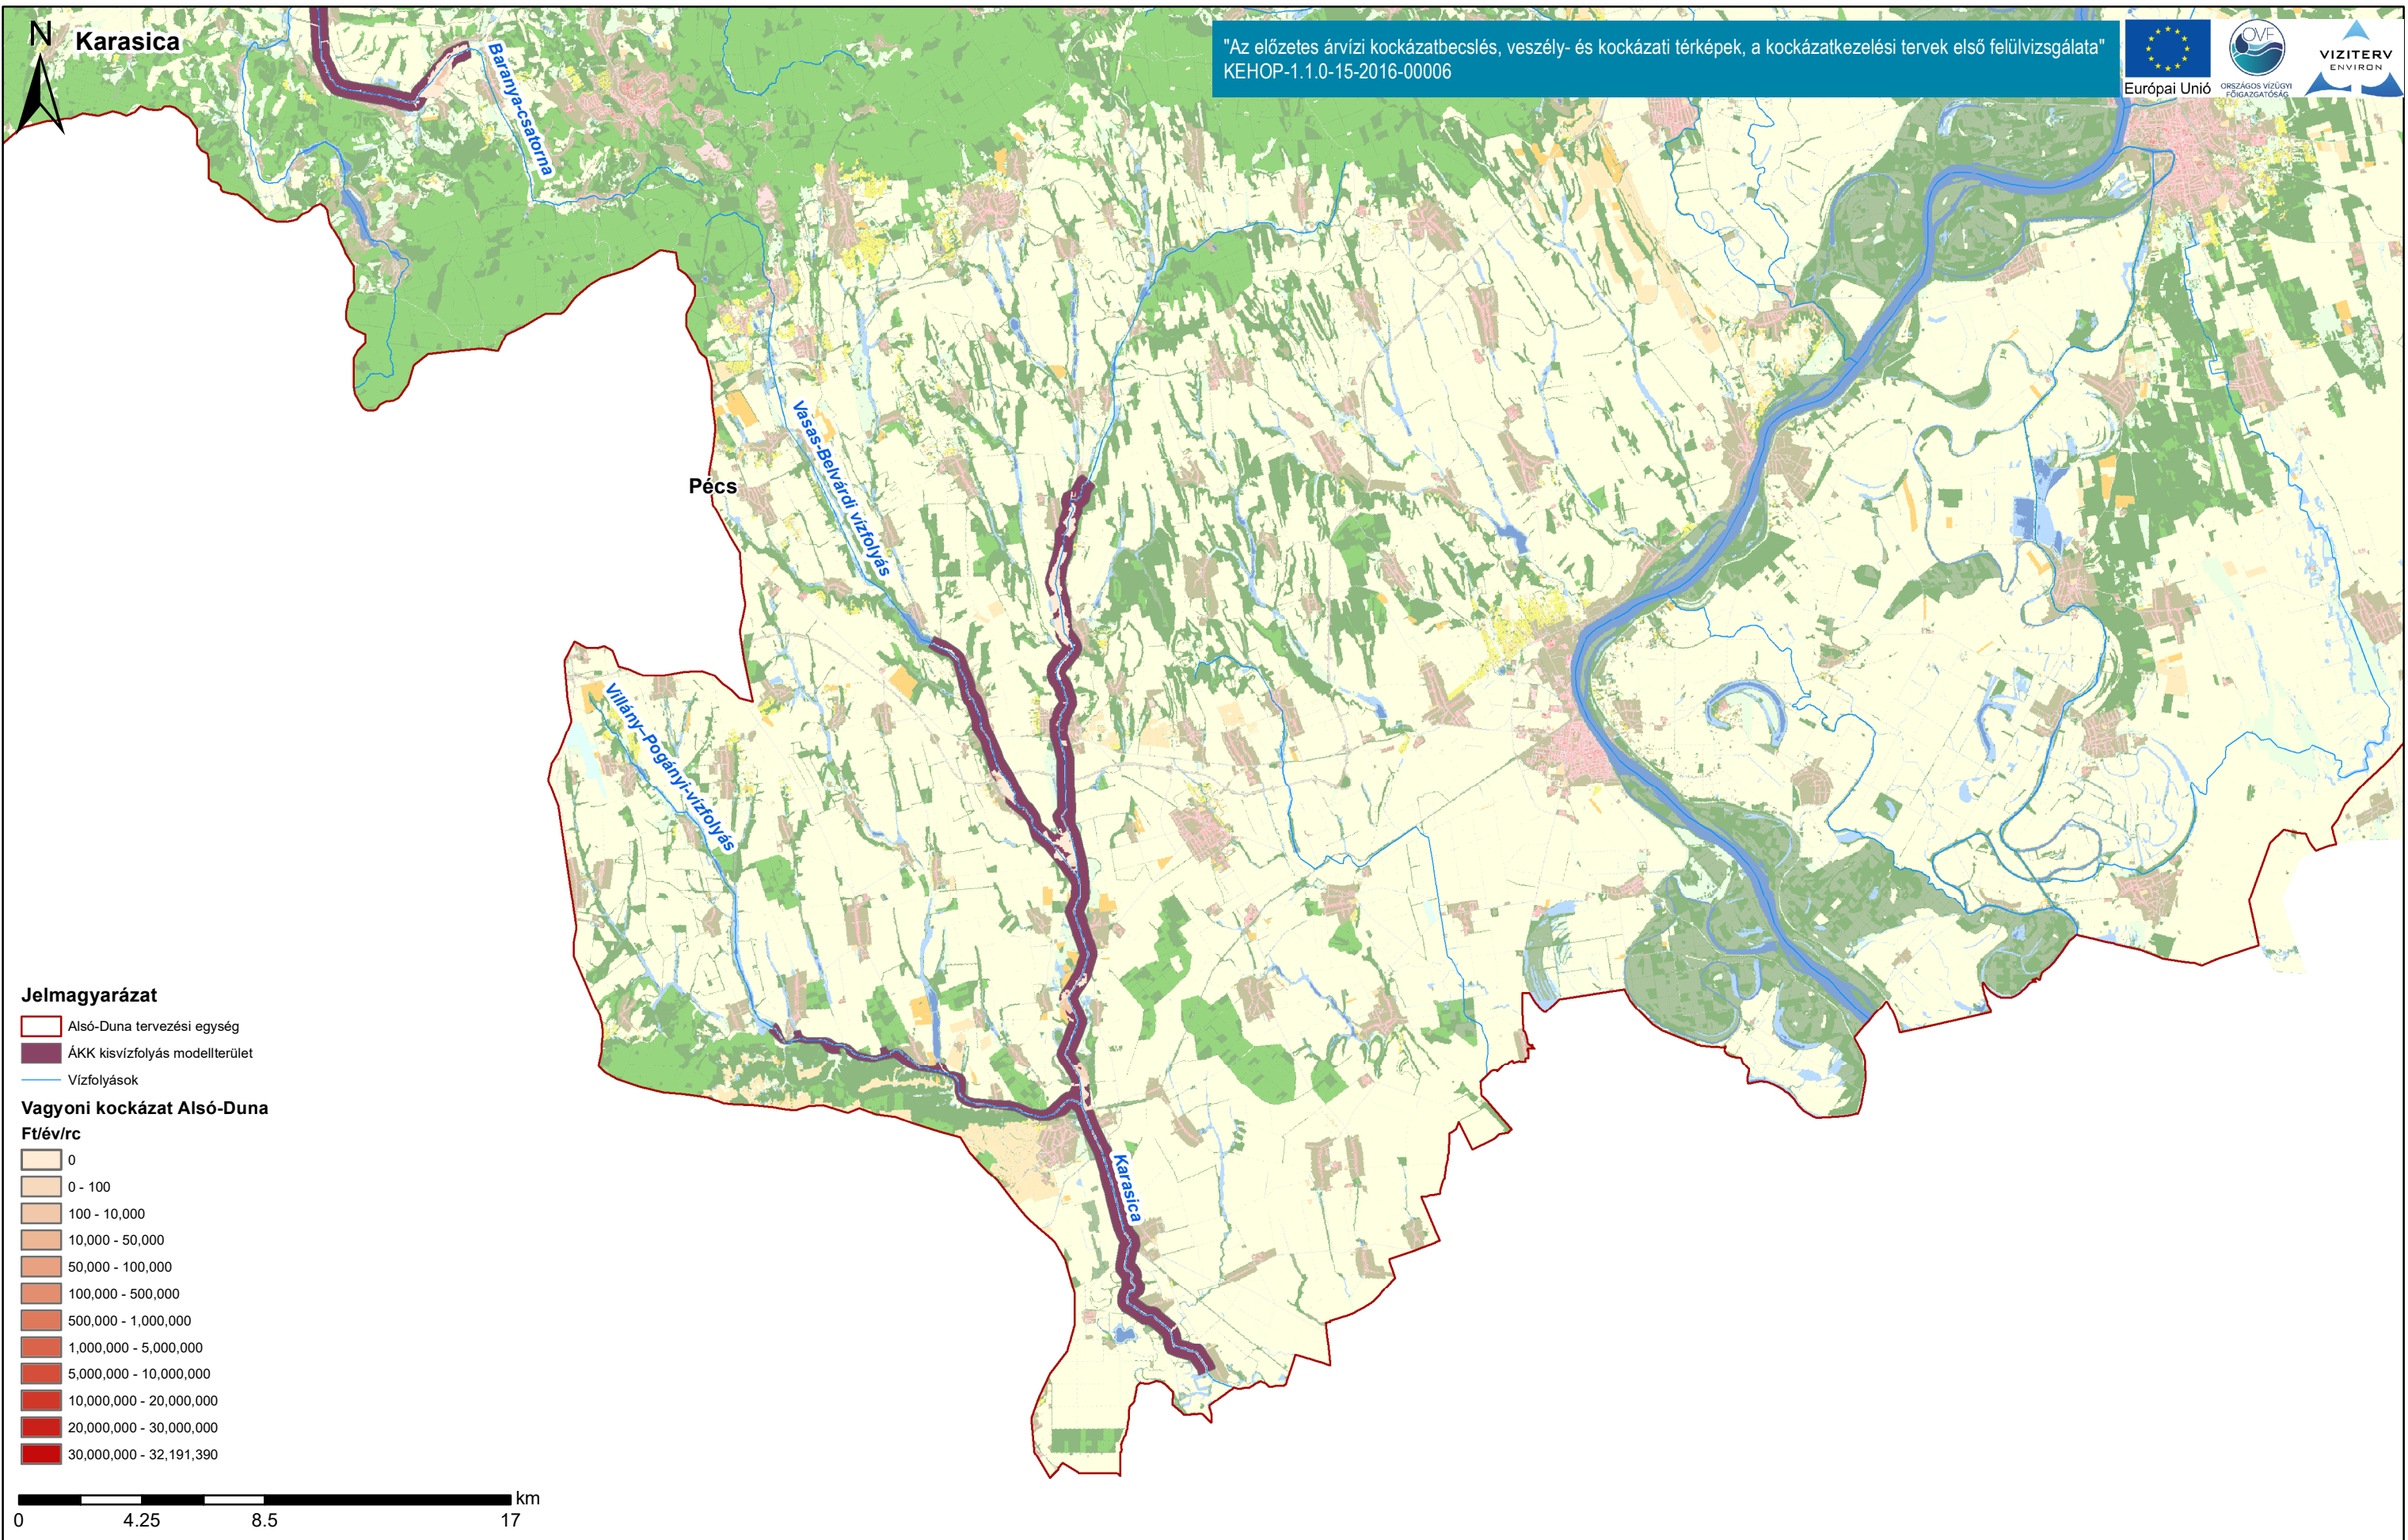 N
Karasica
"Az előzetes árvízi kockázatbecslés, veszély- és kockázati térképek, a kockázatkezelési tervek első felülvizsgálata"
KEHOP-1.1.0-15-2016-00006
Európai Unió
OVF
ORSZÁGOS VÍZÜGYI
FŐIGAZGATÓSÁG
VIZITERV
ENVIRON
Baranya-csatorna
Vasas-Belvárdi vízfolyás
Pécs
Villány-Pogányi-vízfolyás
Karasica
Jelmagyarázat
Alsó-Duna tervezési egység
ÁKK kisvízfolyás modellterület
Vízfolyások
Vagyoni kockázat Alsó-Duna
Ft/év/rc
0
0 - 100
100 - 10,000
10,000 - 50,000
50,000 - 100,000
100,000 - 500,000
500,000 - 1,000,000
1,000,000 - 5,000,000
5,000,000 - 10,000,000
10,000,000 - 20,000,000
20,000,000 - 30,000,000
30,000,000 - 32,191,390
km
0 4.25 8.5 17